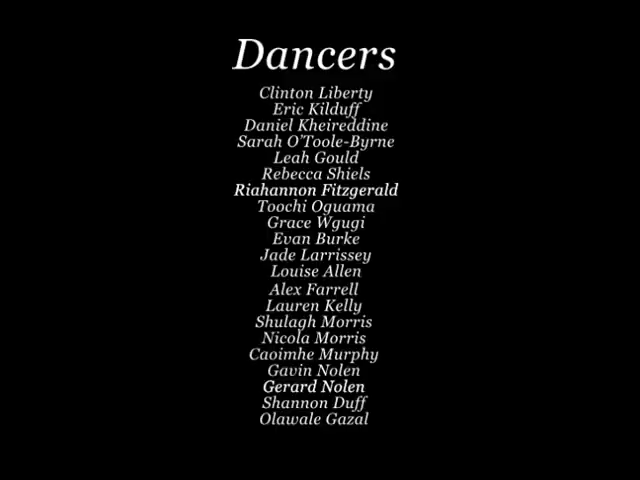 Dancers
Clinton Liberty
Eric Kilduff
Daniel Kheireddine
Sarah O'Toole-Byrne
Leah Gould
Rebecca Shiels
Riahannon Fitzgerald
Toochi Oguama
Grace Wgugi
Evan Burke
Jade Larrissey
Louise Allen
Alex Farrell
Lauren Kelly
Shulagh Morris
Nicola Morris
Caoimhe Murphy
Gavin Nolen
Gerard Nolen
Shannon Duff
Olawale Gazal